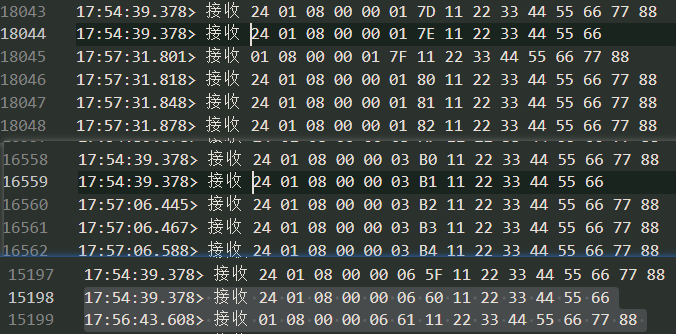 18043 17:54:39.378> 接收 24 01 08 00 00 01 7D 11 22 33 44 55 66 77 88
18044 17:54:39.378> 接收 24 01 08 00 00 01 7E 11 22 33 44 55 66
18045 17:57:31.801> 接收 01 08 00 00 01 7F 11 22 33 44 55 66 77 88
18046 17:57:31.818> 接收 24 01 08 00 00 01 80 11 22 33 44 55 66 77 88
18047 17:57:31.848> 接收 24 01 08 00 00 01 81 11 22 33 44 55 66 77 88
18048 17:57:31.878> 接收 24 01 08 00 00 01 82 11 22 33 44 55 66 77 88
16558 17:54:39.378> 接收 24 01 08 00 00 03 B0 11 22 33 44 55 66 77 88
16559 17:54:39.378> 接收 24 01 08 00 00 03 B1 11 22 33 44 55 66
16560 17:57:06.445> 接收 24 01 08 00 00 03 B2 11 22 33 44 55 66 77 88
16561 17:57:06.467> 接收 24 01 08 00 00 03 B3 11 22 33 44 55 66 77 88
16562 17:57:06.588> 接收 24 01 08 00 00 03 B4 11 22 33 44 55 66 77 88
15197 17:54:39.378> 接收 24 01 08 00 00 06 5F 11 22 33 44 55 66 77 88
15198 17:54:39.378> 接收 24 01 08 00 00 06 60 11 22 33 44 55 66
15199 17:56:43.608> 接收 01 08 00 00 06 61 11 22 33 44 55 66 77 88